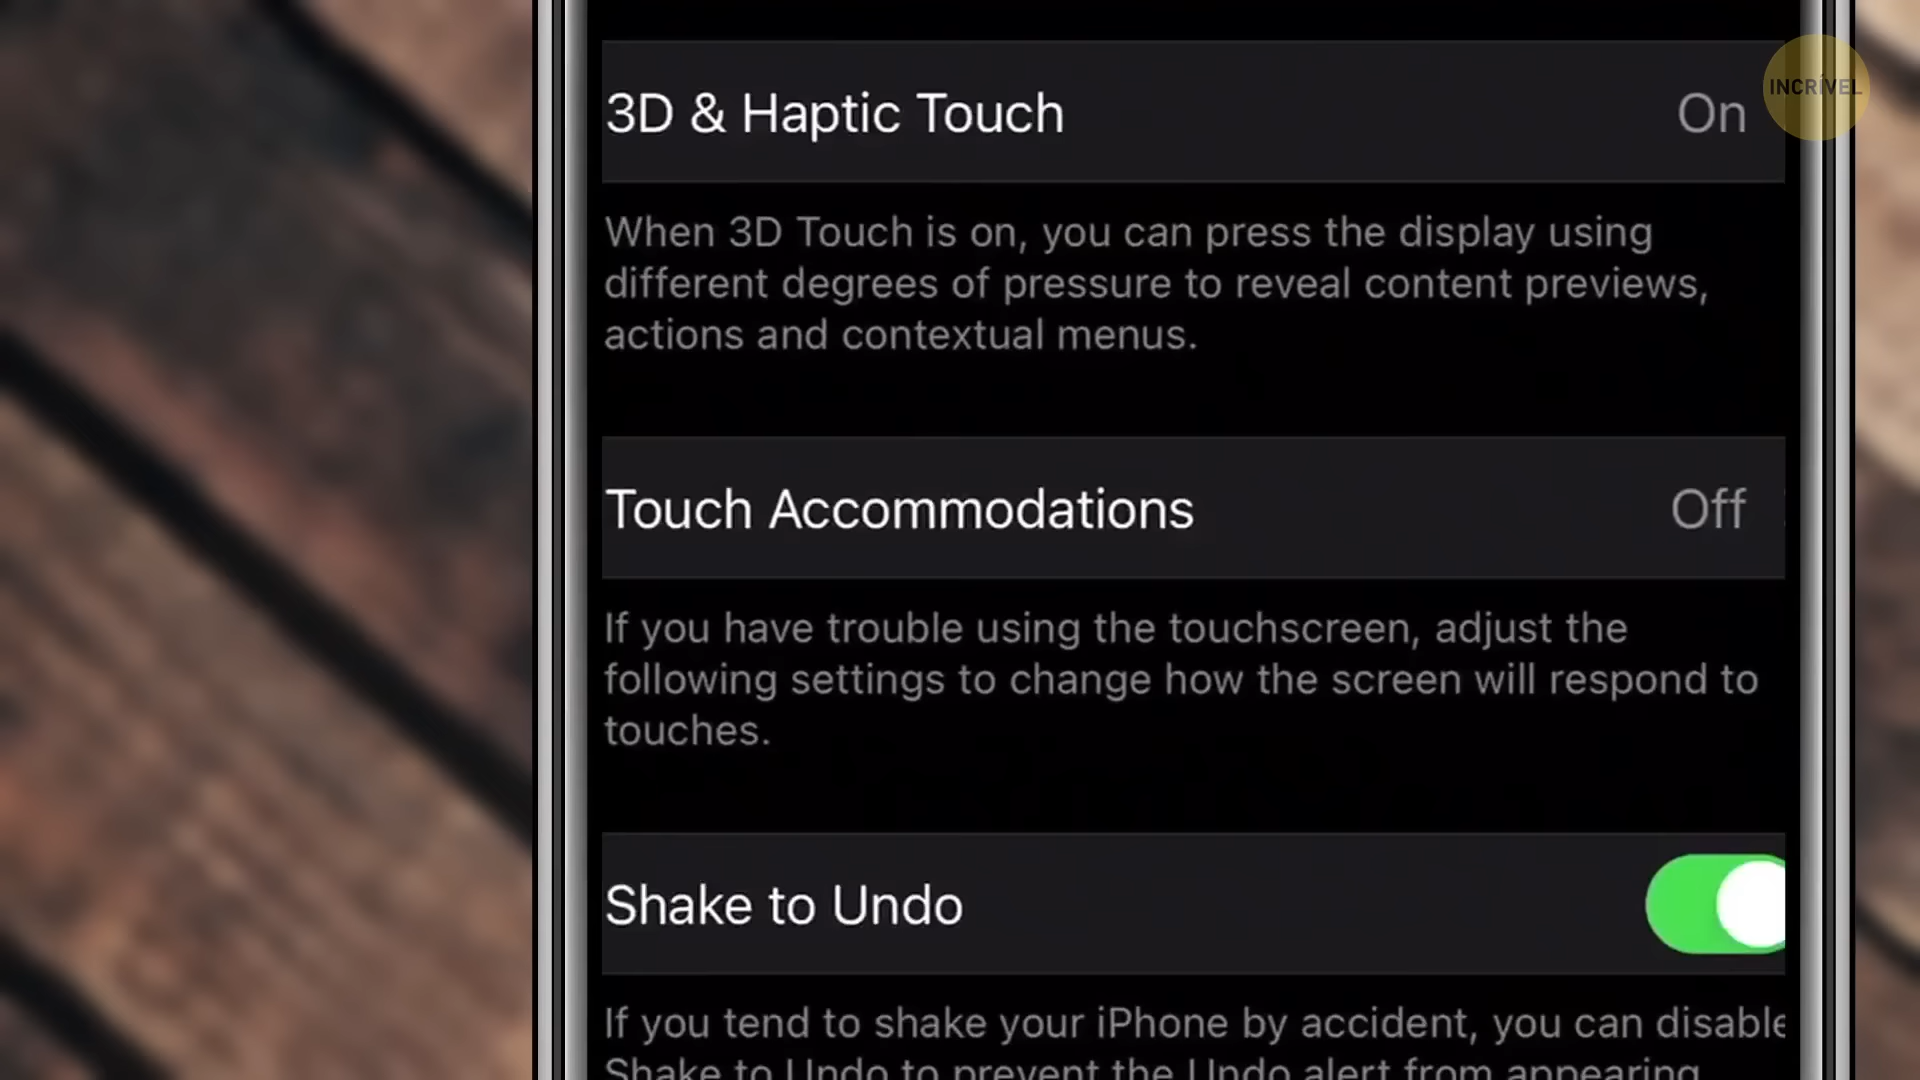 INCRÍVEL
3D & Haptic Touch On
When 3D Touch is on, you can press the display using
different degrees of pressure to reveal content previews,
actions and contextual menus.
Touch Accommodations Off
If you have trouble using the touchscreen, adjust the
following settings to change how the screen will respond to
touches.
Shake to Undo
If you tend to shake your iPhone by accident, you can disable
Shake to Undo to prevent the Undo alert from appearing